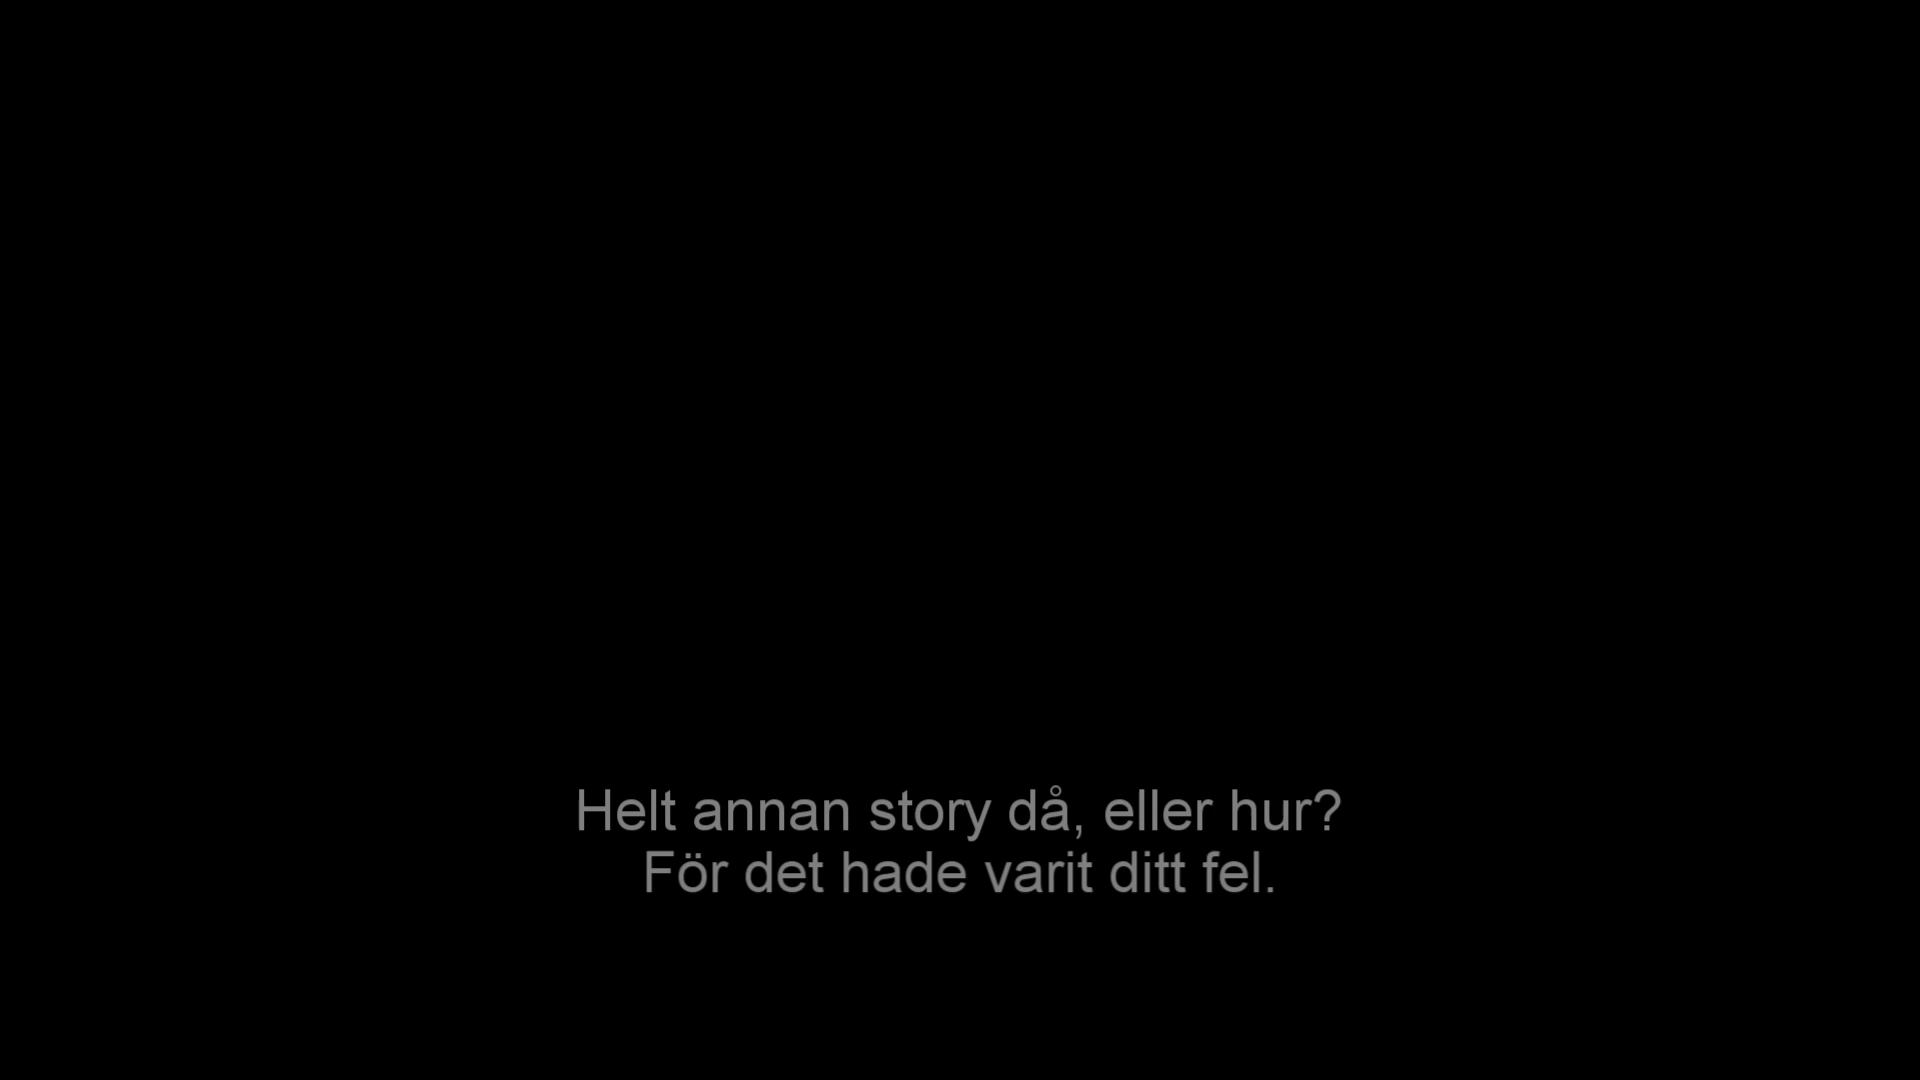 Helt annan story då, eller hur?
För det hade varit ditt fel.